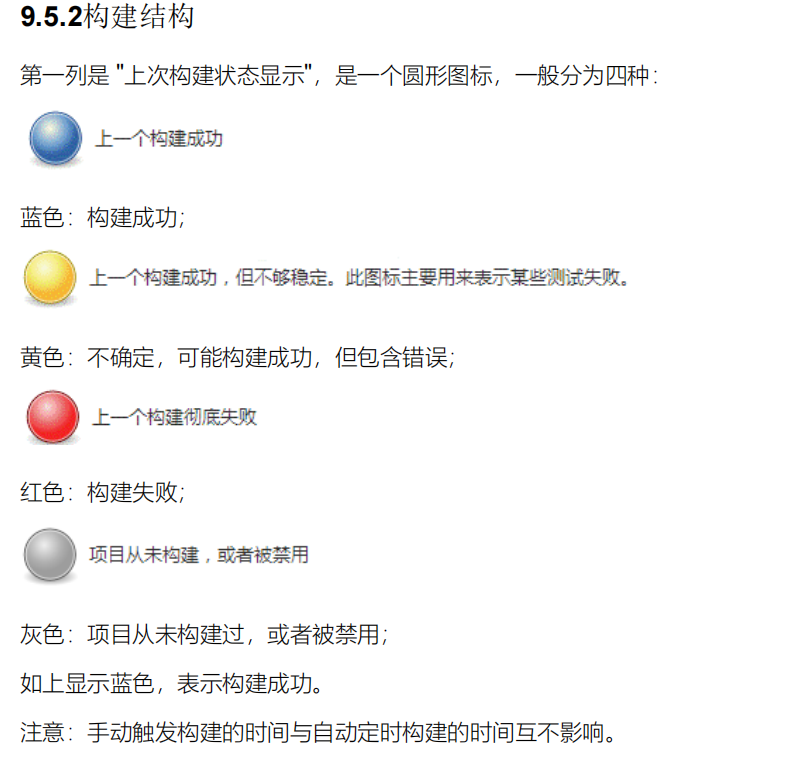 9.5.2构建结构
第一列是 "上次构建状态显示"，是一个圆形图标，一般分为四种：
上一个构建成功
蓝色：构建成功；
上一个构建成功，但不够稳定。此图标主要用来表示某些测试失败。
黄色：不确定，可能构建成功，但包含错误；
上一个构建彻底失败
红色：构建失败；
项目从未构建，或者被禁用
灰色：项目从未构建过，或者被禁用；
如上显示蓝色，表示构建成功。
注意：手动触发构建的时间与自动定时构建的时间互不影响。